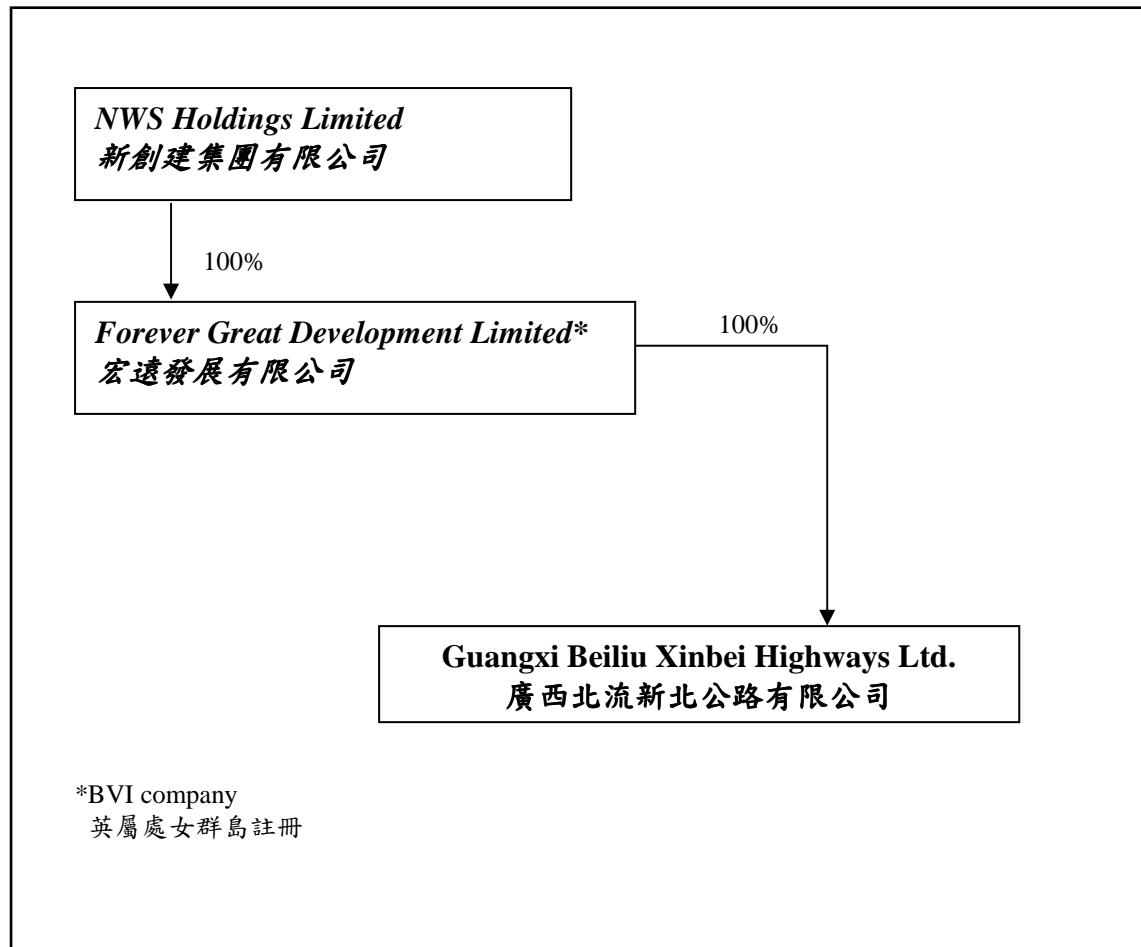 NWS Holdings Limited
新創建集團有限公司
100%
Forever Great Development Limited*
宏遠發展有限公司
100%
Guangxi Beiliu Xinbei Highways Ltd.
廣西北流新北公路有限公司
*BVI company
英屬處女群島註冊